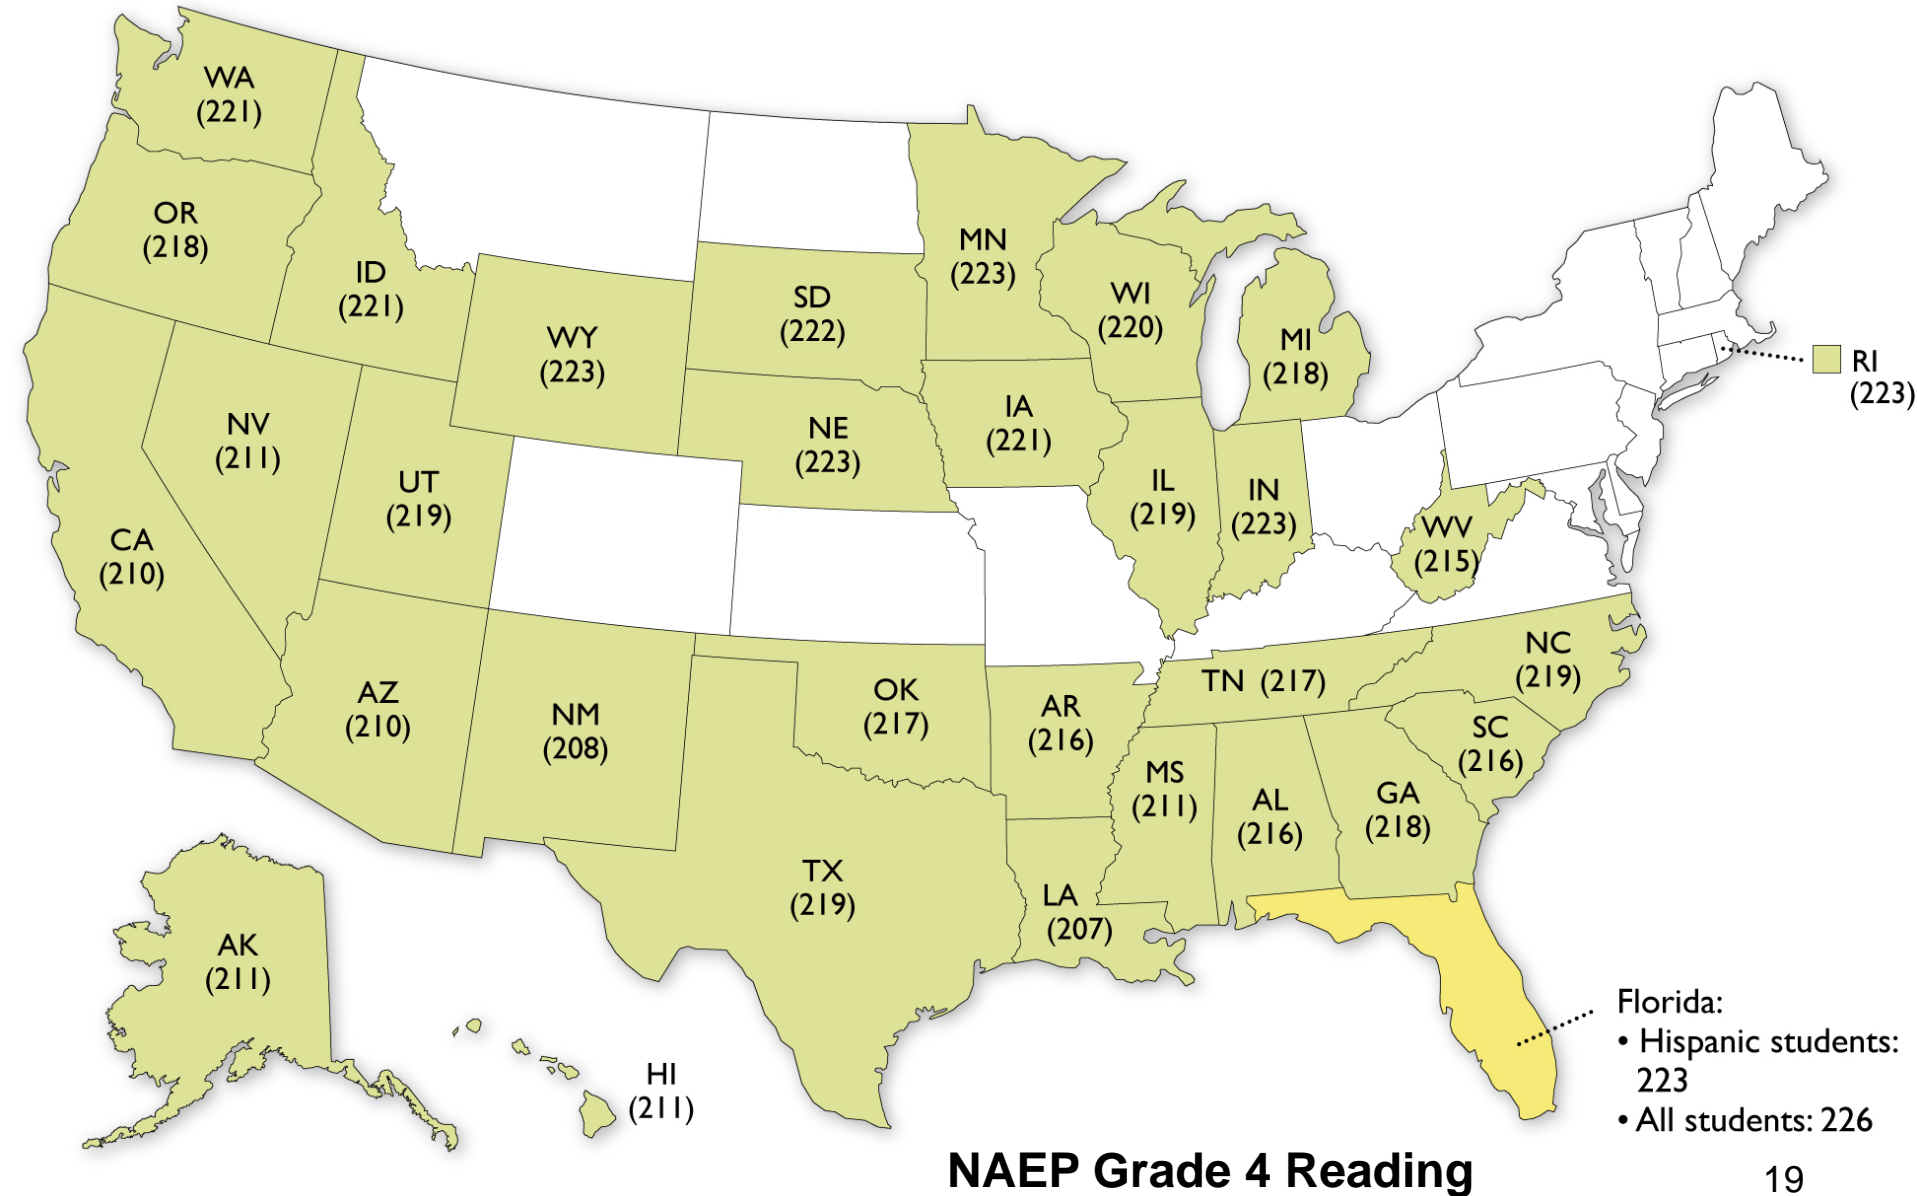 WA
(221)
OR
(218)
ID
(221)
WY
(223)
SD
(222)
MN
(223)
WI
(220)
MI
(218)
RI
(223)
NV
(211)
UT
(219)
NE
(223)
IA
(221)
IL
(219)
IN
(223)
WV
(215)
CA
(210)
AZ
(210)
NM
(208)
OK
(217)
AR
(216)
TN (217)
NC
(219)
SC
(216)
MS
(211)
AL
(216)
GA
(218)
TX
(219)
LA
(207)
AK
(211)
HI
(211)
Florida:
• Hispanic students:
223
• All students: 226
NAEP Grade 4 Reading
19